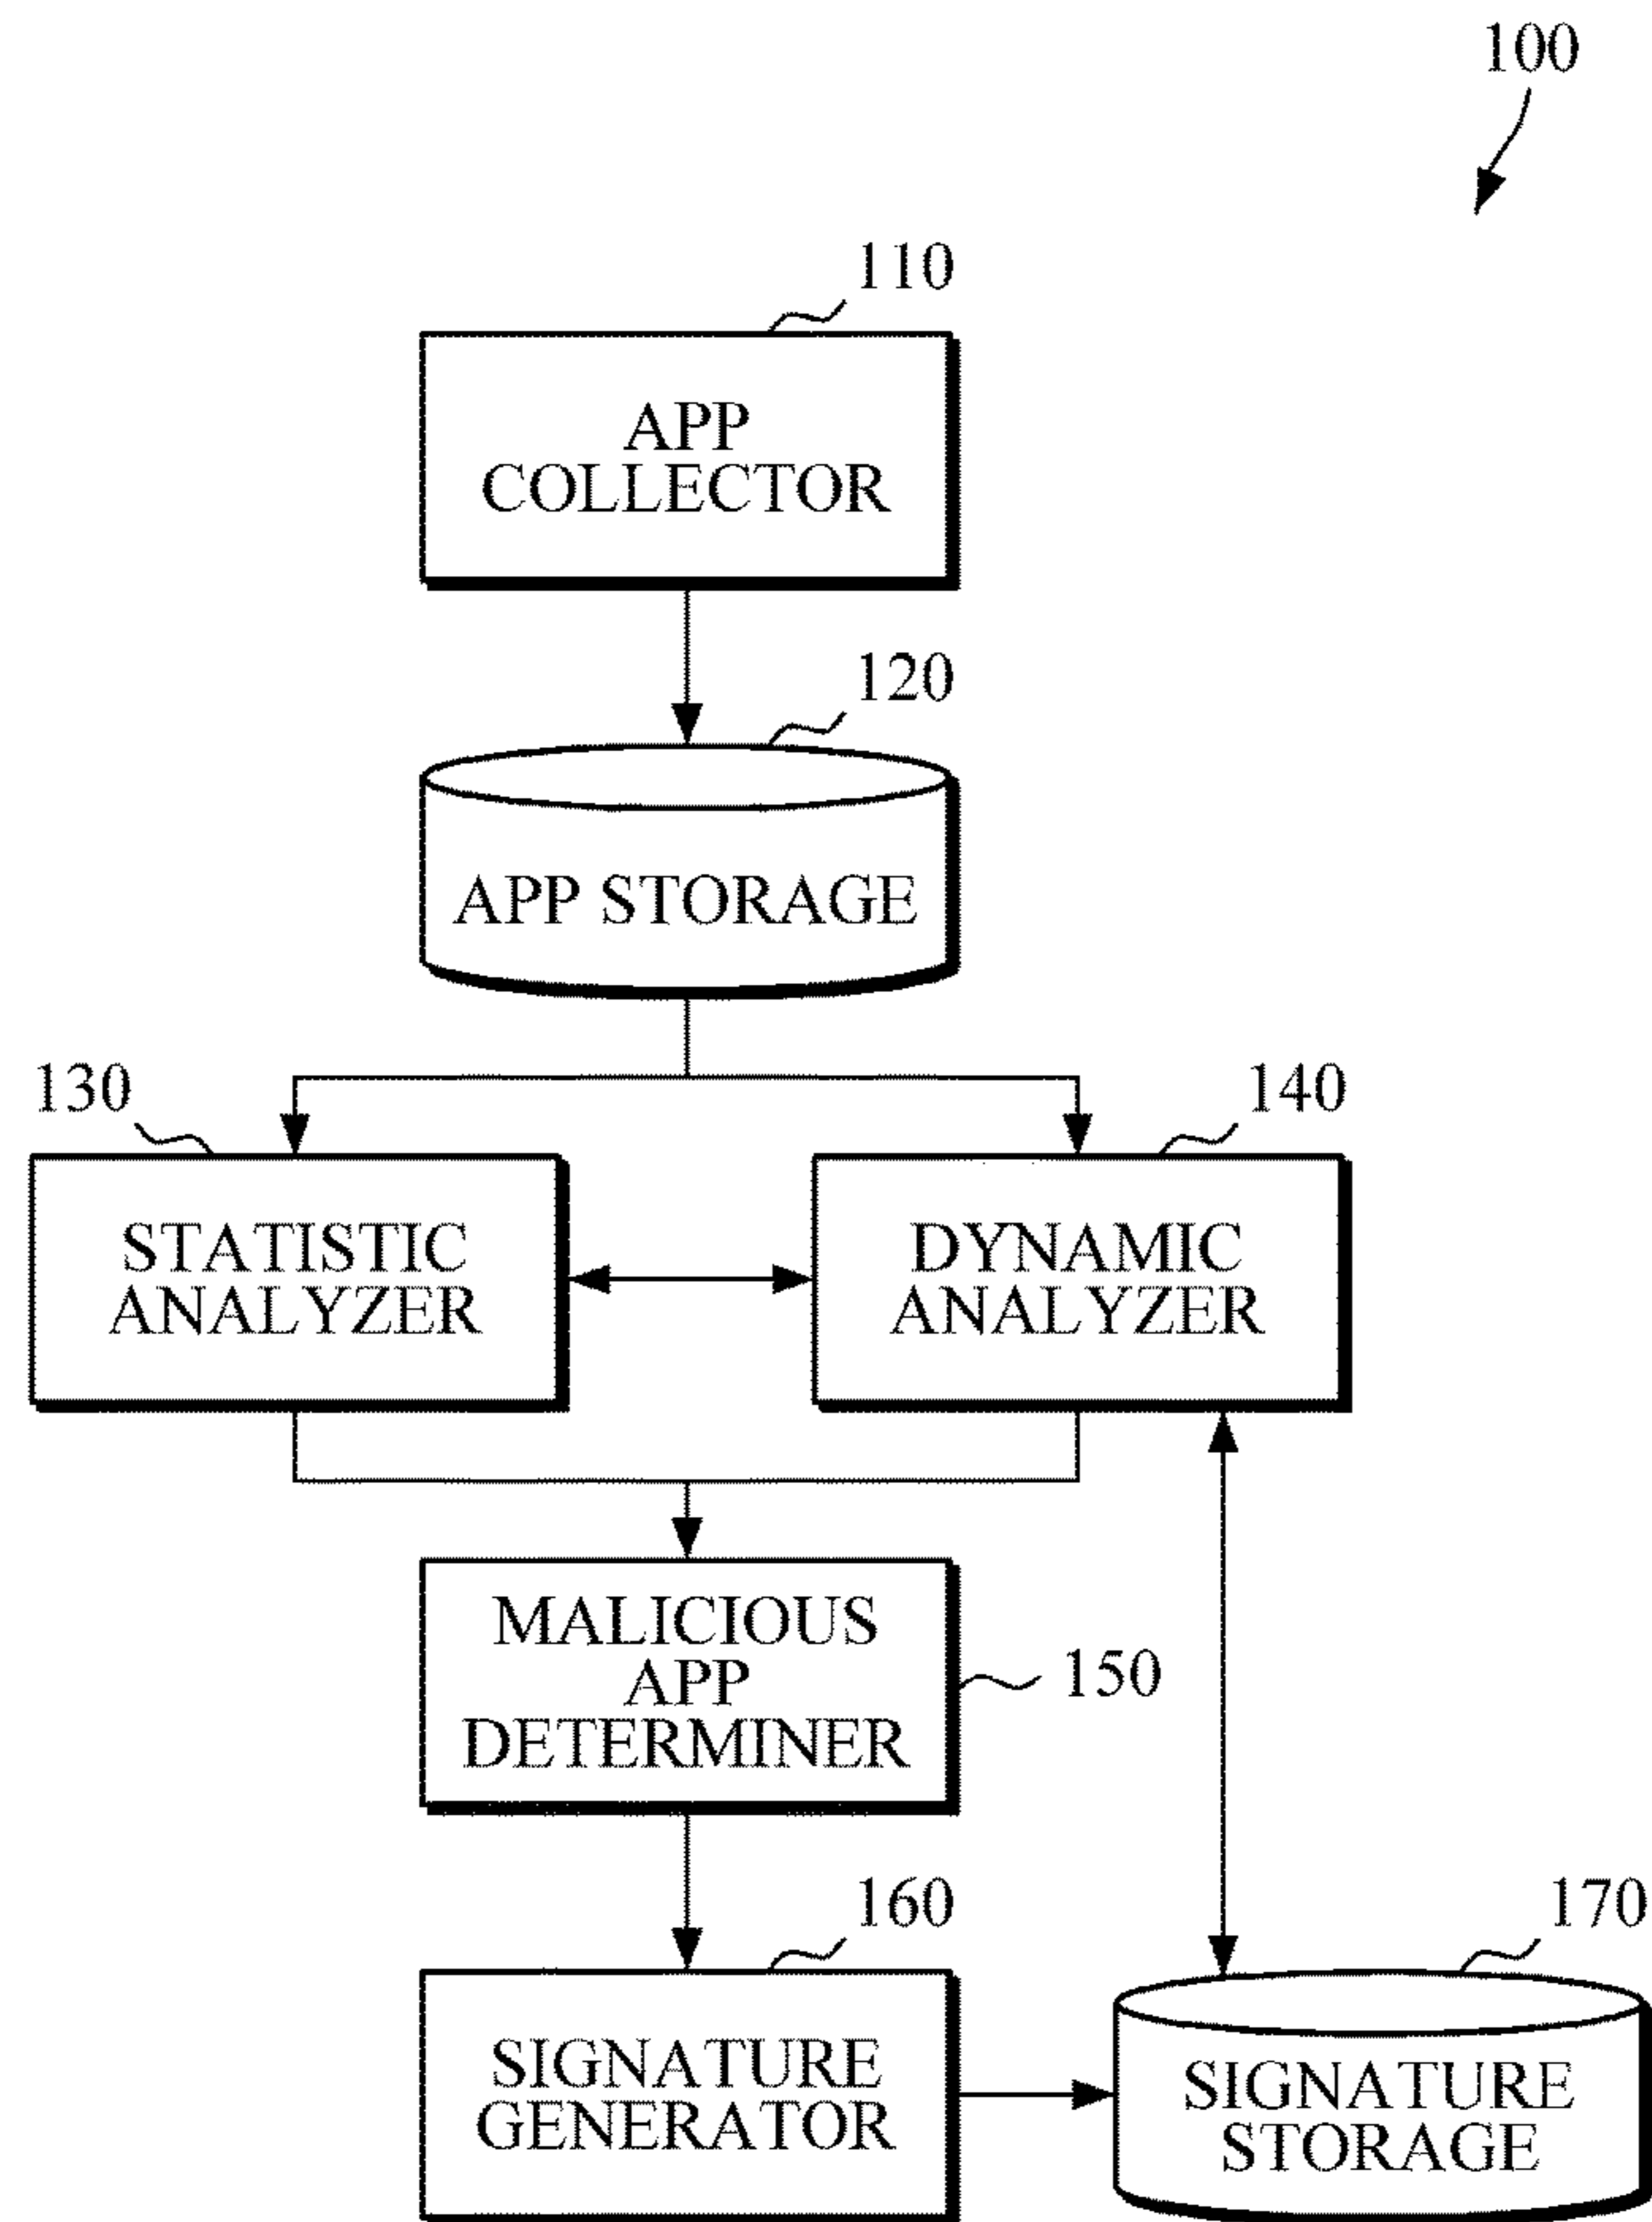 100
110
APP
COLLECTOR
120
APP STORAGE
130
140
STATISTIC
ANALYZER
DYNAMIC
ANALYZER
MALICIOUS
APP
DETERMINER
150
160
170
SIGNATURE
GENERATOR
SIGNATURE
STORAGE